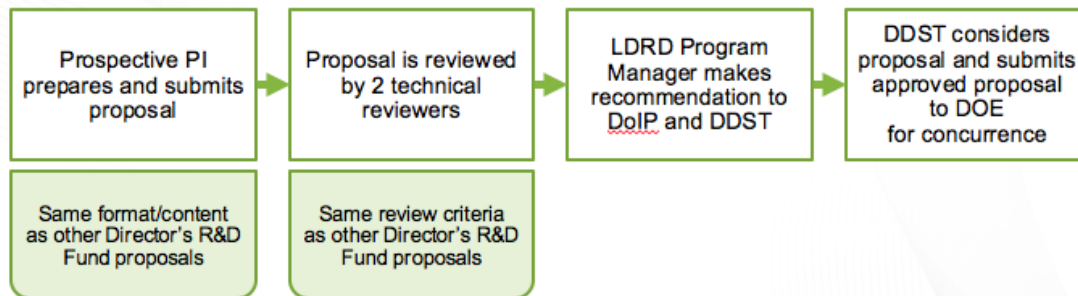 Prospective PI
prepares and submits
proposal
Proposal is reviewed
by 2 technical
reviewers
LDRD Program
Manager makes
recommendation to
DoIP and DDST
DDST considers
proposal and submits
approved proposal
to DOE
for concurrence
Same format/content
as other Director's R&D
Fund proposals
Same review criteria
as other Director's R&D
Fund proposals